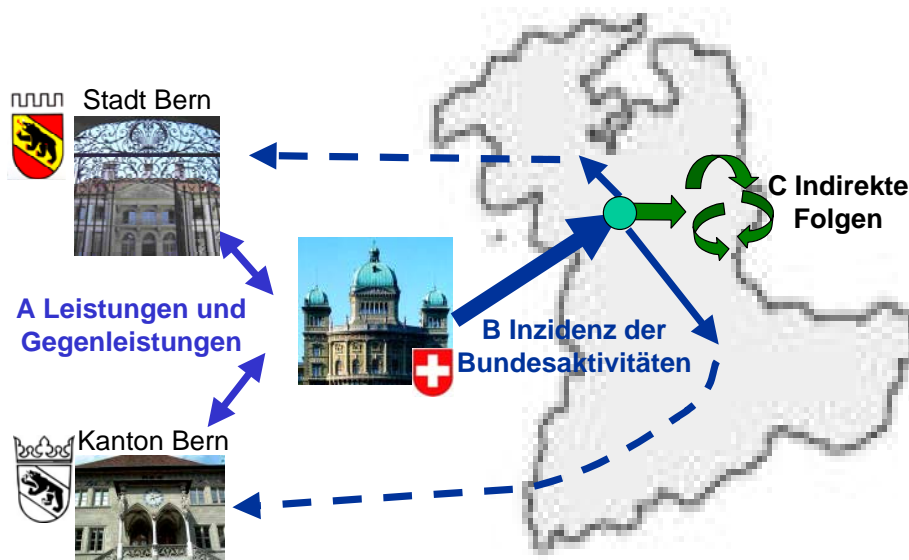 Stadt Bern
C Indirekte
Folgen
A Leistungen und
Gegenleistungen
B Inzidenz der
Bundesaktivitäten
Kanton Bern